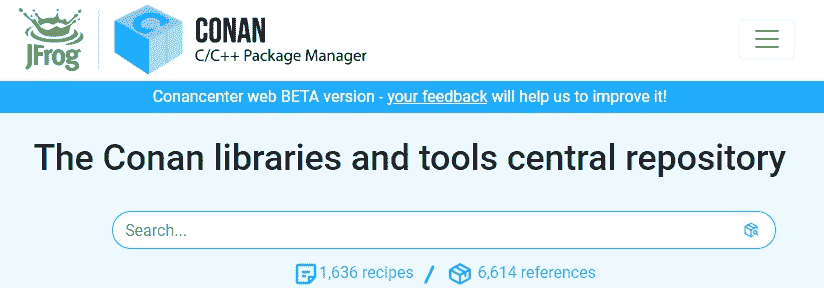 JFrog
CONAN
C/C++ Package Manager
Conancenter web BETA version - your feedback will help us to improve it!
The Conan libraries and tools central repository
Search...
1,636 recipes / 6,614 references